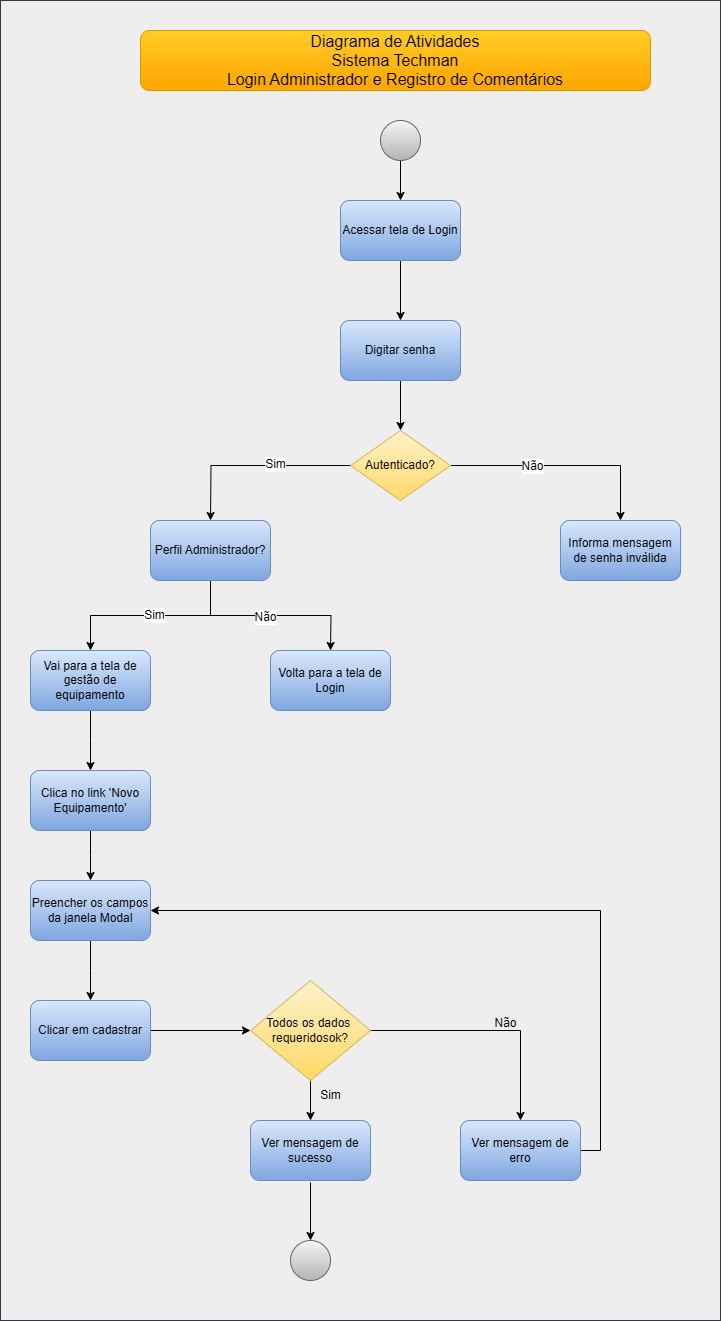 Diagrama de Atividades
Sistema Techman
Login Administrador e Registro de Comentários
Acessar tela de Login
Digitar senha
Autenticado?
Sim
Não
Perfil Administrador?
Informa mensagem
de senha inválida
Sim
Não
Vai para a tela de
gestão de
equipamento
Volta para a tela de
Login
Clica no link 'Novo
Equipamento'
Preencher os campos
da janela Modal
Clicar em cadastrar
Todos os dados
requeridosok?
Não
Sim
Ver mensagem de
sucesso
Ver mensagem de
erro